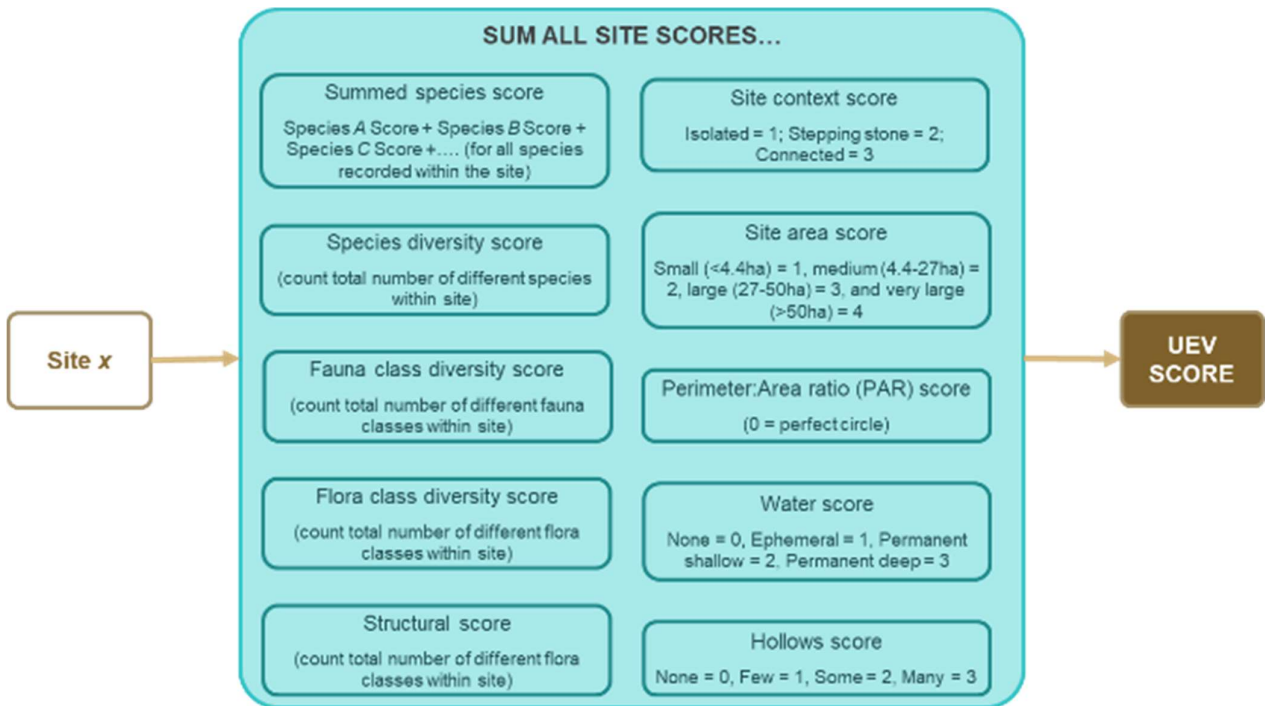 SUM ALL SITE SCORES...
Site x
Summed species score
Species A Score + Species B Score +
Species C Score +.... (for all species
recorded within the site)
Species diversity score
(count total number of different species
within site)
Fauna class diversity score
(count total number of different fauna
classes within site)
Flora class diversity score
(count total number of different flora
classes within site)
Structural score
(count total number of different flora
classes within site)
Site context score
Isolated = 1; Stepping stone = 2;
Connected = 3
Site area score
Small (<4.4ha) = 1, medium (4.4-27ha) =
2, large (27-50ha) = 3, and very large
(>50ha) = 4
Perimeter:Area ratio (PAR) score
(0 = perfect circle)
Water score
None = 0, Ephemeral = 1, Permanent
shallow = 2, Permanent deep = 3
Hollows score
None = 0, Few = 1, Some = 2, Many = 3
UEV
SCORE